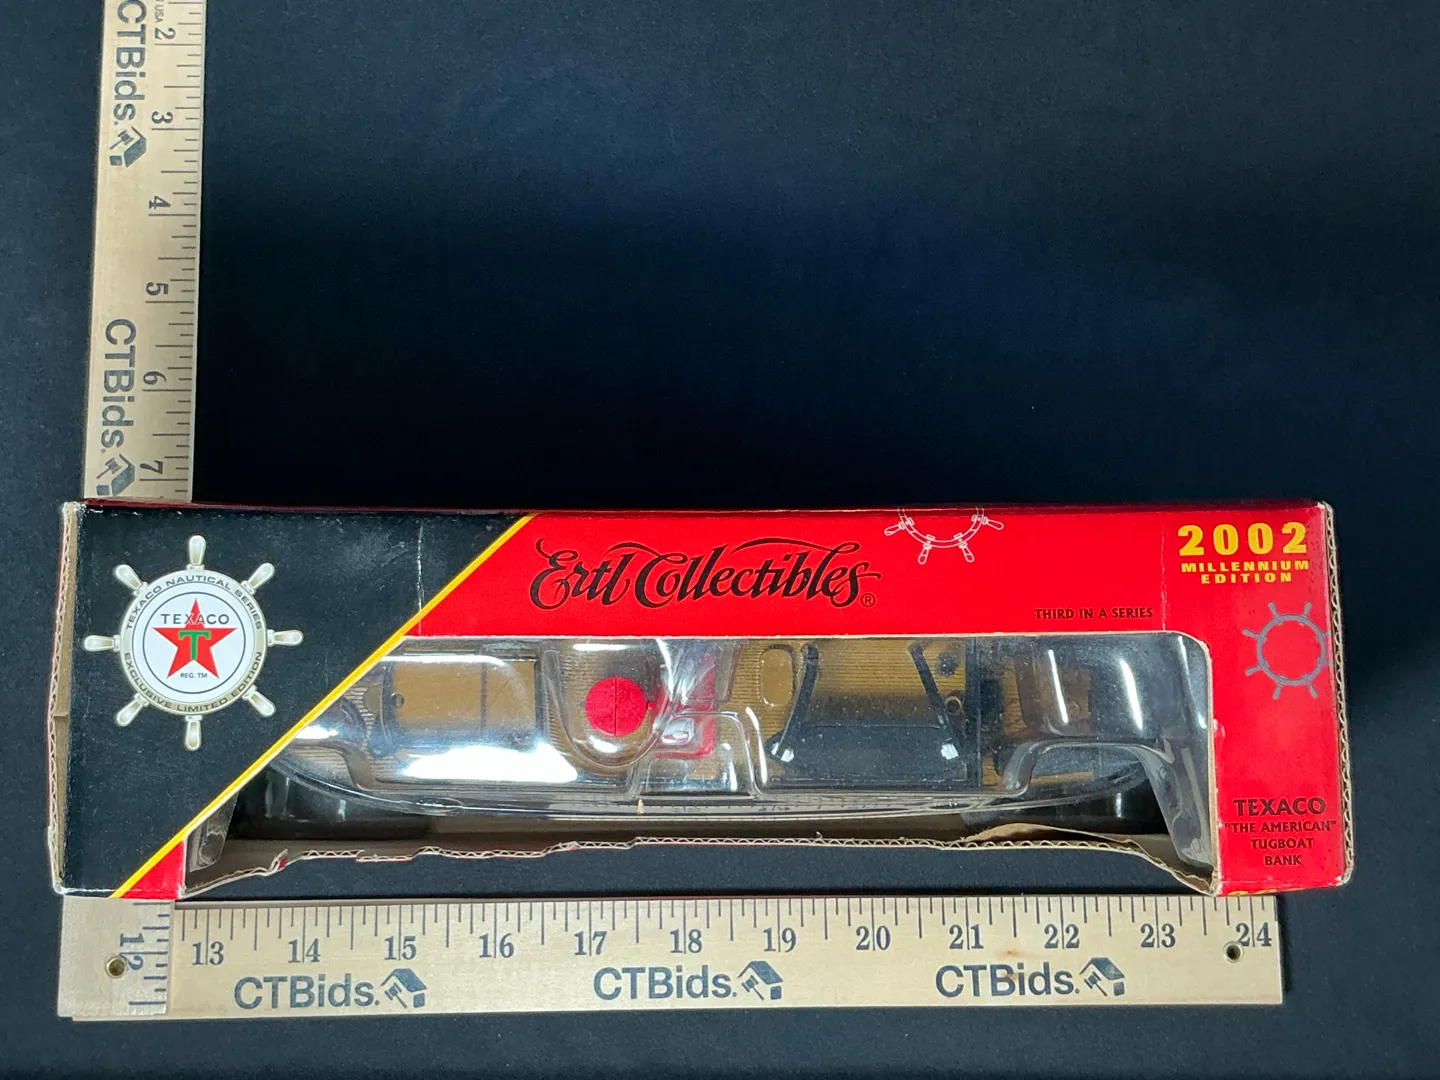 USA
2
3
4
5
6
7
CTBids.
CTBids.
TEXACO NAUTICAL SERIES
TEXACO
T
REG. TM
EXCLUSIVE LIMITED EDITION
Ertl Collectibles®
THIRD IN A SERIES
2002
MILLENNIUM
EDITION
TEXACO
"THE AMERICAN"
TUGBOAT
BANK
12 13 14 15 16 17 18 19 20 21 22 23 24
CTBids. CTBids. CTBids.